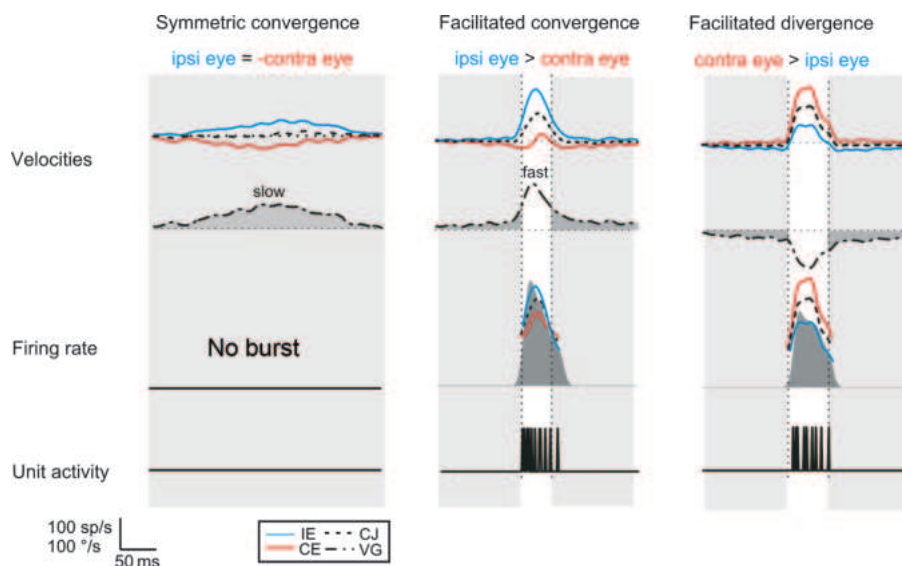 Symmetric convergence
Facilitated convergence
Facilitated divergence
ipsi eye = -contra eye
ipsi eye > contra eye
contra eye > ipsi eye
Velocities
slow
fast
Firing rate
No burst
Unit activity
100 sp/s
100 °/s
50 ms
IE CJ
CE VG